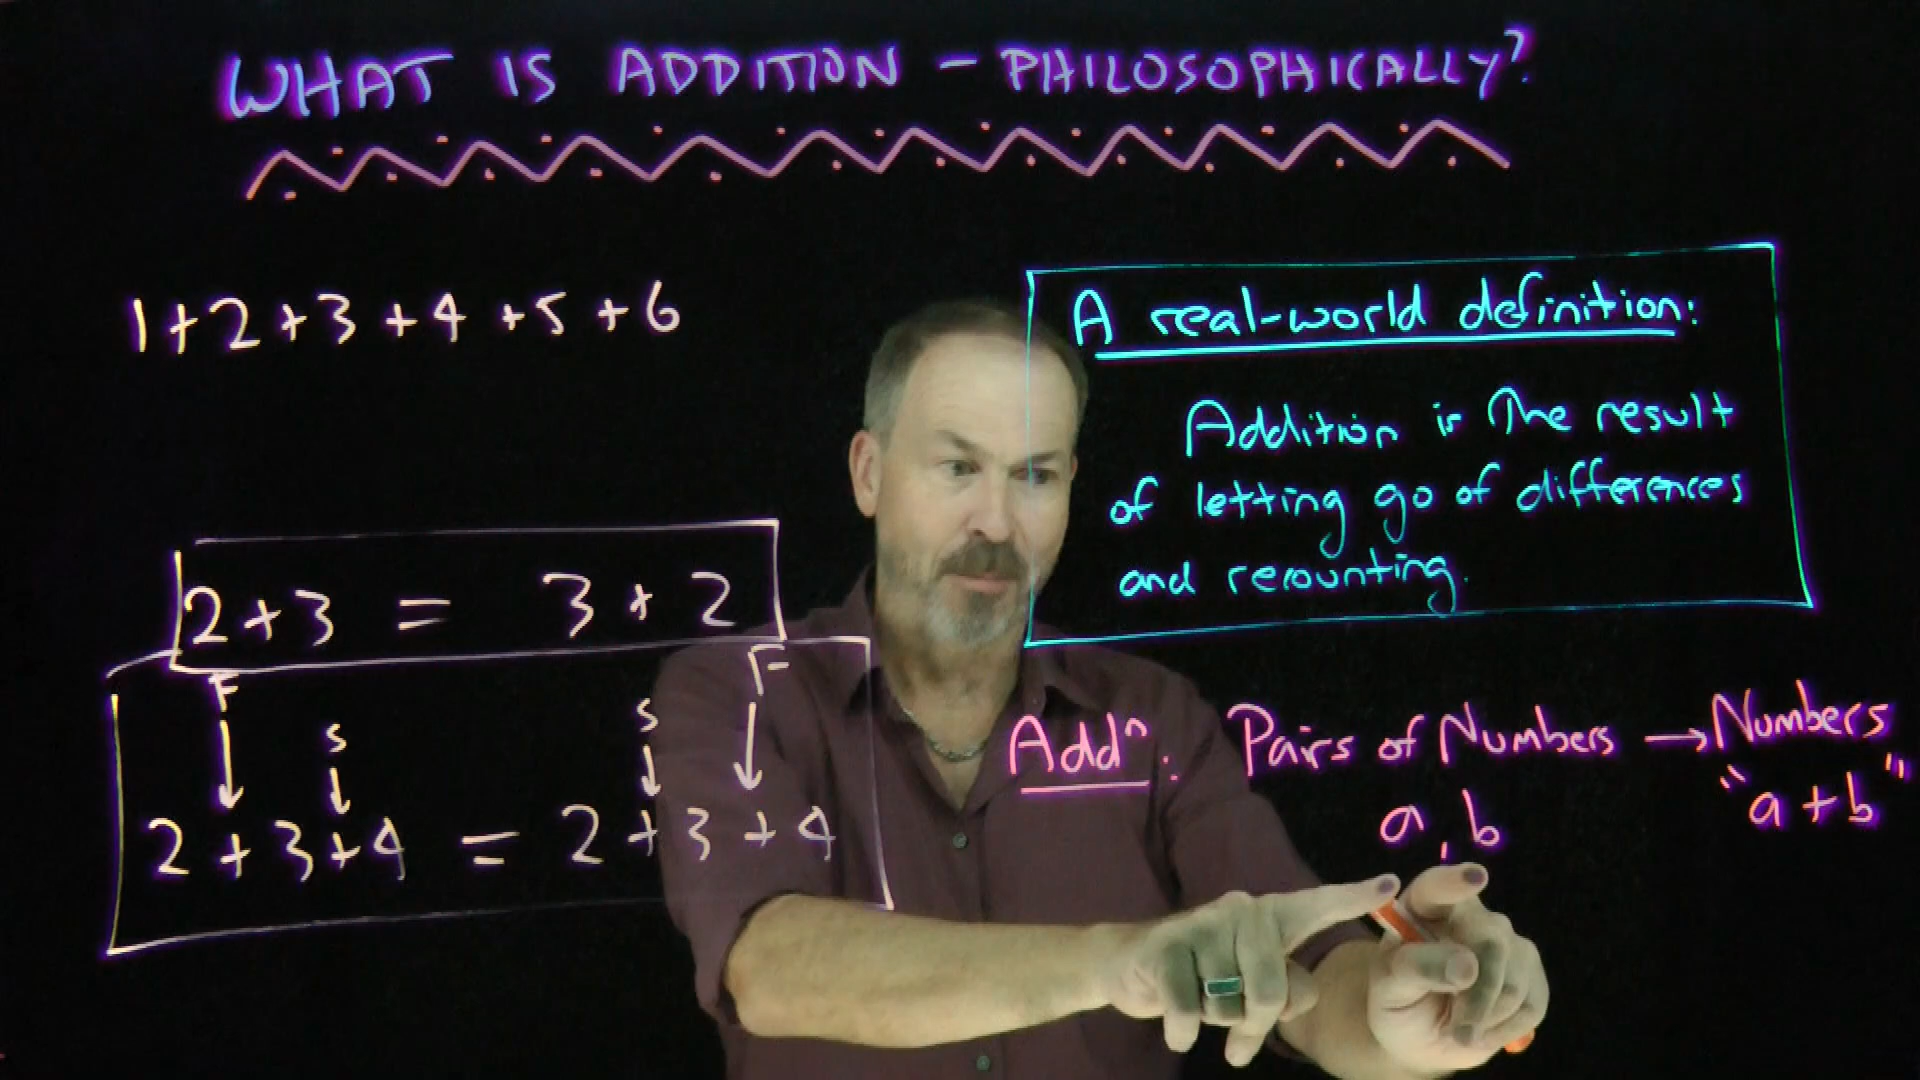 WHAT IS ADDITION - PHILOSOPHICALLY?
1+2+3+4+5+6
A real-world definition:
Addition is the result
of letting go of differences
and recounting.
2+3 = 3+2
F S S F
2+3+4 = 2+3+4
Add^: Pairs of Numbers → Numbers
a, b "a+b"